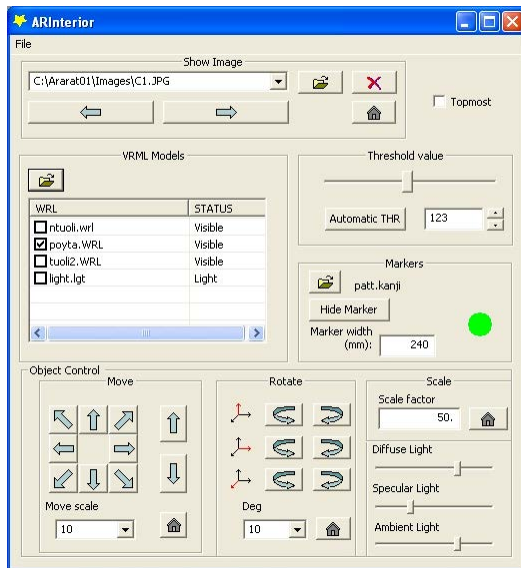 ARInterior
File
Show Image
C:\Ararat01\Images\C1.JPG
Topmost
VRML Models
WRL STATUS
ntuoli.wrl Visible
poyta.WRL Visible
tuoli2.WRL Visible
light.lgt Light
Threshold value
Automatic THR 123
Markers
patt.kanji
Hide Marker
Marker width
(mm): 240
Object Control
Move
Move scale
10
Rotate
Deg
10
Scale
Scale factor
50.
Diffuse Light
Specular Light
Ambient Light